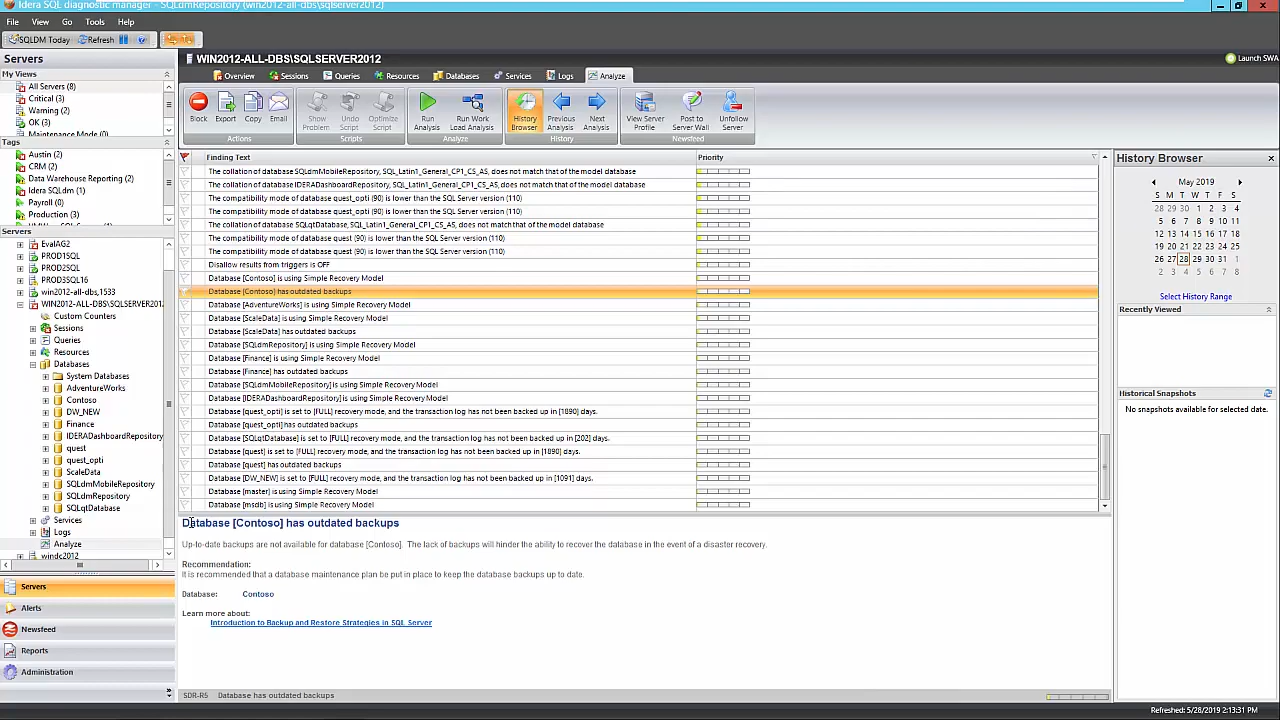 Idera SQL diagnostic manager - SQLdmRepository (win2012-all-dbs\sqlserver2012)
File View Go Tools Help
SQLDM Today Refresh
Servers
My Views
All Servers (8)
Critical (3)
Warning (2)
OK (3)
Maintenance Mode (0)
Tags
Austin (2)
CRM (2)
Data Warehouse Reporting (2)
Idera SQLdm (1)
Payroll (0)
Production (3)
Servers
EvalAG2
PROD1SQL
PROD2SQL
PROD3SQL16
win2012-all-dbs,1533
WIN2012-ALL-DBS\SQLSERVER201
Custom Counters
Sessions
Queries
Resources
Databases
System Databases
AdventureWorks
Contoso
DW_NEW
Finance
IDERADashboardRepository
quest
quest_opti
ScaleData
SQLdmMobileRepository
SQLdmRepository
SQLqtDatabase
Services
Logs
Analyze
windc2012
Servers
Alerts
Newsfeed
Reports
Administration
WIN2012-ALL-DBS\SQLSERVER2012
Launch SWA
Overview Sessions Queries Resources Databases Services Logs Analyze
Block Export Copy Email
Actions
Show Problem Undo Script Optimize Script
Scripts
Run Analysis Run Work Load Analysis
Analyze
History Browser Previous Analysis Next Analysis
History
View Server Profile Post to Server Wall Unfollow Server
Newsfeed
Finding Text Priority
The collation of database SQLdmMobileRepository, SQL_Latin1_General_CP1_CS_AS, does not match that of the model database
The collation of database IDERADashboardRepository, SQL_Latin1_General_CP1_CS_AS, does not match that of the model database
The compatibility mode of database quest_opti (90) is lower than the SQL Server version (110)
The compatibility mode of database quest_opti (90) is lower than the SQL Server version (110)
The collation of database SQLqtDatabase, SQL_Latin1_General_CP1_CS_AS, does not match that of the model database
The compatibility mode of database quest (90) is lower than the SQL Server version (110)
The compatibility mode of database quest (90) is lower than the SQL Server version (110)
Disallow results from triggers is OFF
Database [Contoso] is using Simple Recovery Model
Database [Contoso] has outdated backups
Database [AdventureWorks] is using Simple Recovery Model
Database [ScaleData] is using Simple Recovery Model
Database [ScaleData] has outdated backups
Database [SQLdmRepository] is using Simple Recovery Model
Database [Finance] is using Simple Recovery Model
Database [Finance] has outdated backups
Database [SQLdmMobileRepository] is using Simple Recovery Model
Database [IDERADashboardRepository] is using Simple Recovery Model
Database [quest_opti] is set to [FULL] recovery mode, and the transaction log has not been backed up in [1890] days.
Database [quest_opti] has outdated backups
Database [SQLqtDatabase] is set to [FULL] recovery mode, and the transaction log has not been backed up in [202] days.
Database [quest] is set to [FULL] recovery mode, and the transaction log has not been backed up in [1890] days.
Database [quest] has outdated backups
Database [DW_NEW] is set to [FULL] recovery mode, and the transaction log has not been backed up in [1091] days.
Database [master] is using Simple Recovery Model
Database [msdb] is using Simple Recovery Model
Database [Contoso] has outdated backups
Up-to-date backups are not available for database [Contoso]. The lack of backups will hinder the ability to recover the database in the event of a disaster recovery.
Recommendation:
It is recommended that a database maintenance plan be put in place to keep the database backups up to date.
Database: Contoso
Learn more about:
Introduction to Backup and Restore Strategies in SQL Server
SDR-R5 Database has outdated backups
History Browser
May 2019
S M T W T F S
28 29 30 1 2 3 4
5 6 7 8 9 10 11
12 13 14 15 16 17 18
19 20 21 22 23 24 25
26 27 28 29 30 31 1
2 3 4 5 6 7 8
Select History Range
Recently Viewed
Historical Snapshots
No snapshots available for selected date.
Refreshed: 5/28/2019 2:13:31 PM